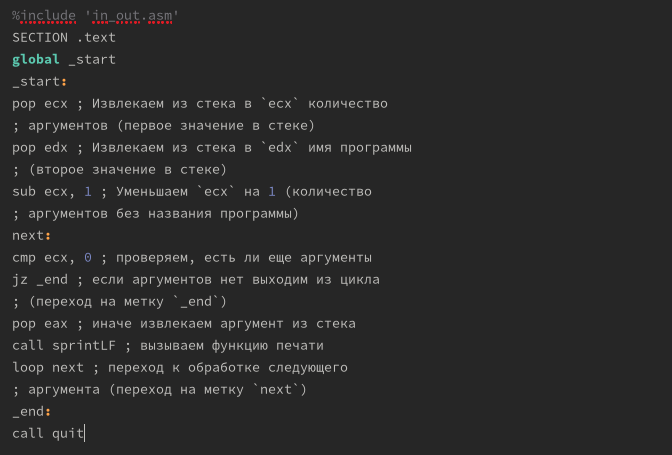 %include 'in_out.asm'
SECTION .text
global _start
_start:
pop ecx ; Извлекаем из стека в `ecx` количество
; аргументов (первое значение в стеке)
pop edx ; Извлекаем из стека в `edx` имя программы
; (второе значение в стеке)
sub ecx, 1 ; Уменьшаем `ecx` на 1 (количество
; аргументов без названия программы)
next:
cmp ecx, 0 ; проверяем, есть ли еще аргументы
jz _end ; если аргументов нет выходим из цикла
; (переход на метку `_end`)
pop eax ; иначе извлекаем аргумент из стека
call sprintLF ; вызываем функцию печати
loop next ; переход к обработке следующего
; аргумента (переход на метку `next`)
_end:
call quit